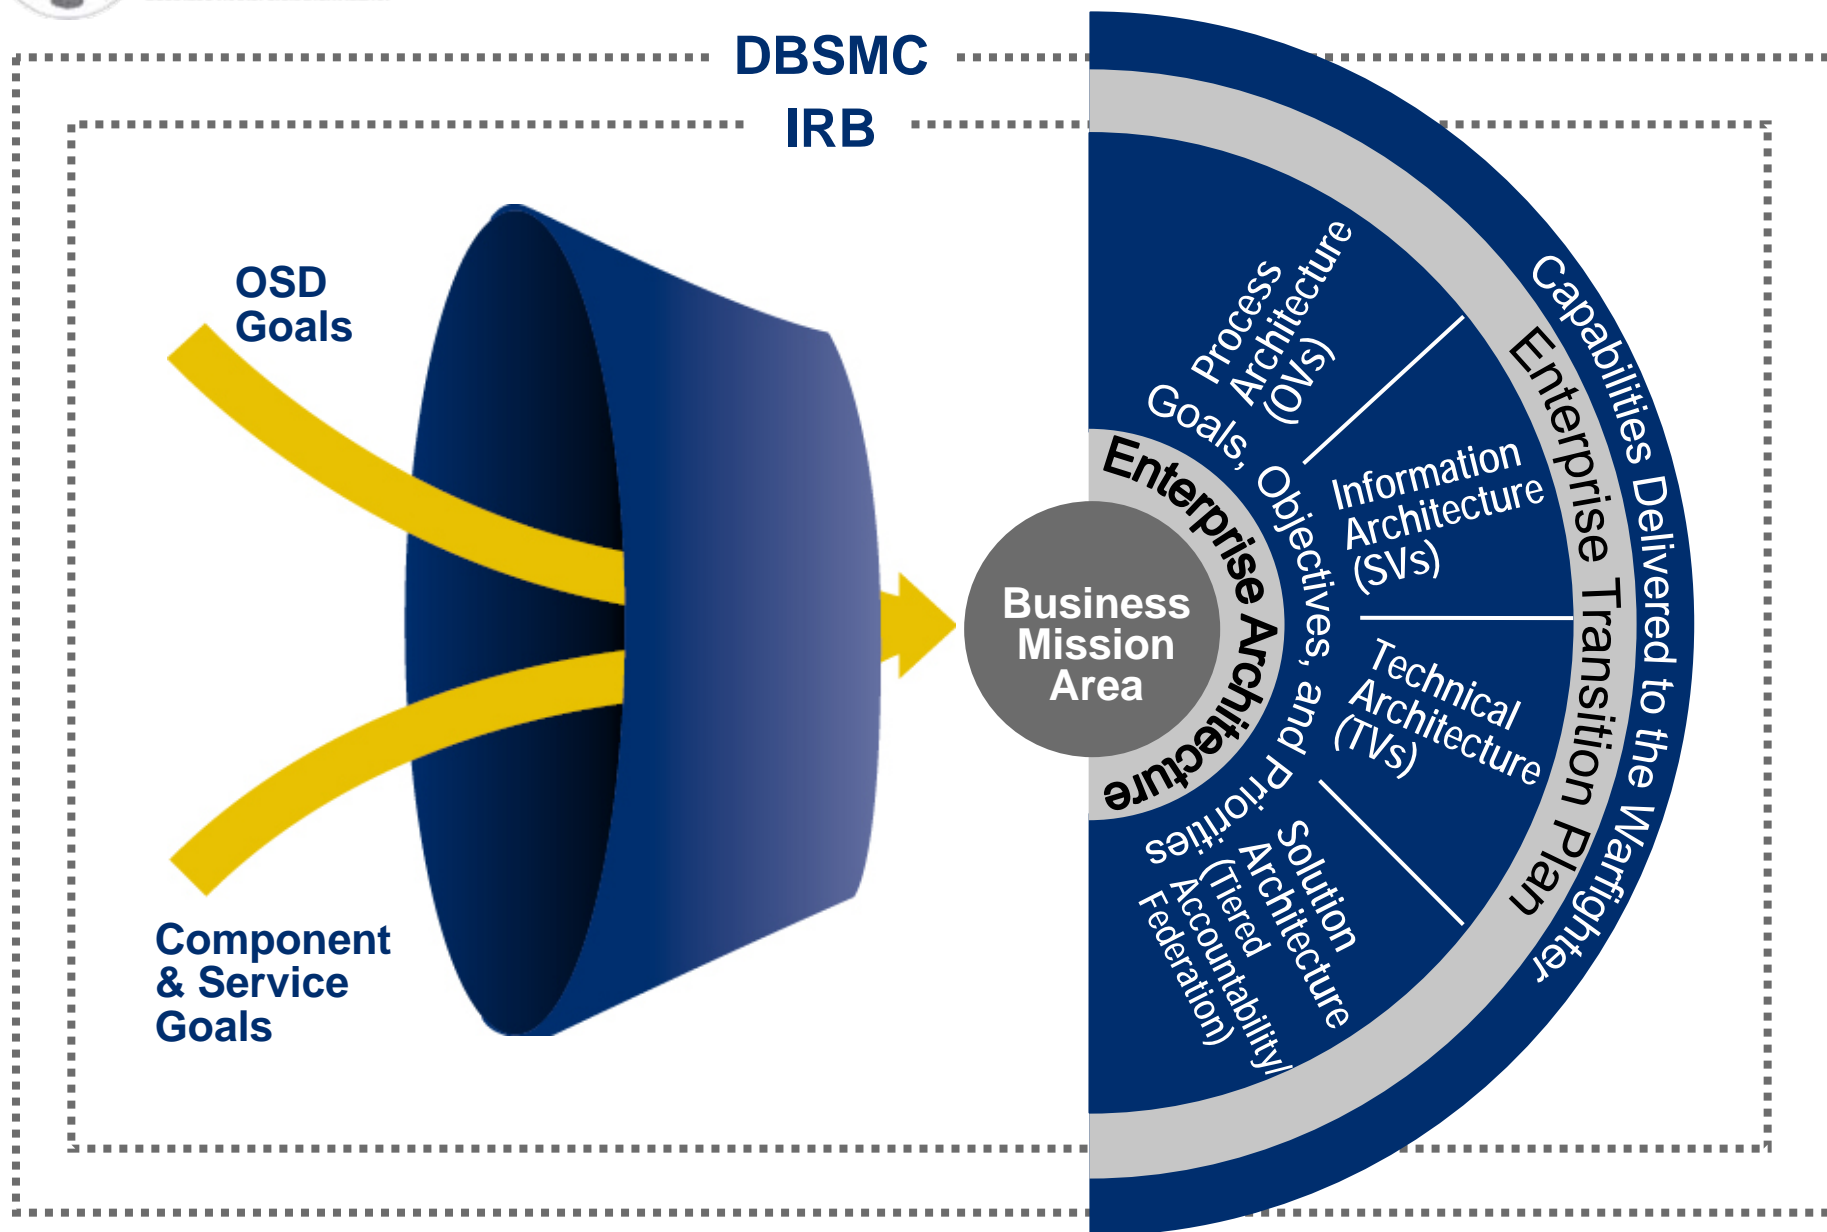 DBSMC
IRB
OSD
Goals
Component
& Service
Goals
Business
Mission
Area
Enterprise Architecture
Goals, Objectives, and Priorities
Process
Architecture
(OVs)
Information
Architecture
(SVs)
Technical
Architecture
(TVs)
Solution
Architecture
(Tiered
Accountability/
Federation)
Enterprise Transition Plan
Capabilities Delivered to the Warfighter